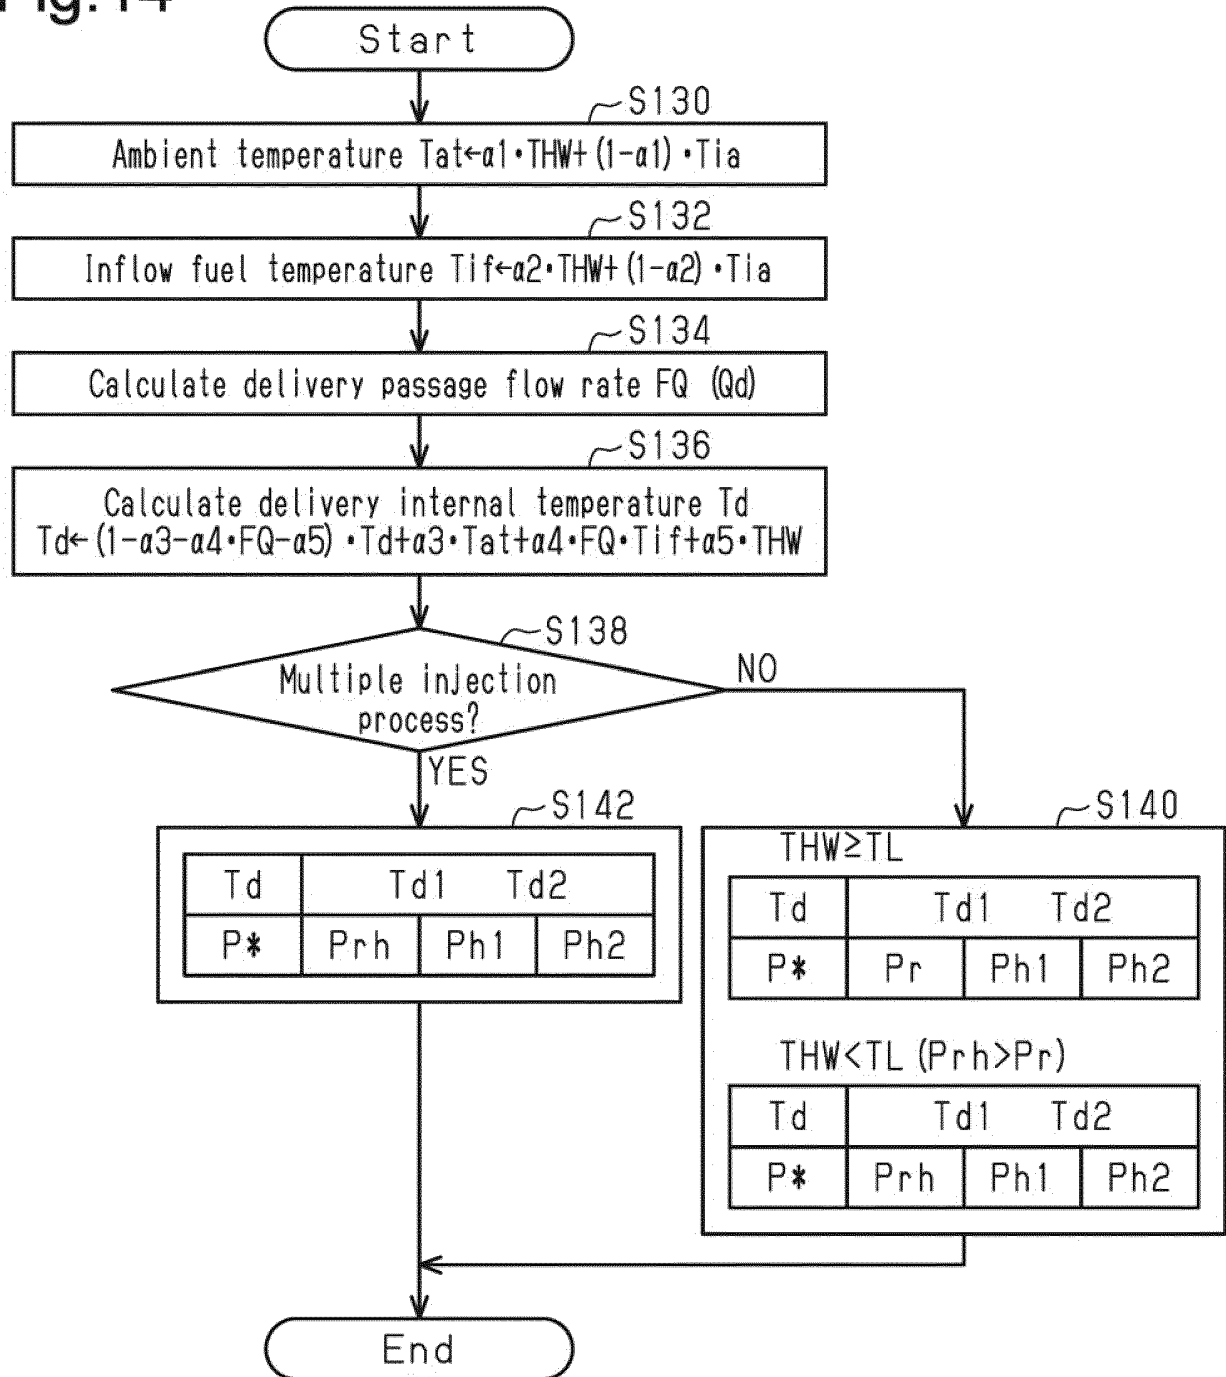 Fig.14
Start
S130
Ambient temperature Tat←α1・THW+(1-α1)・Tia
S132
Inflow fuel temperature Tif←α2・THW+(1-α2)・Tia
S134
Calculate delivery passage flow rate FQ (Qd)
S136
Calculate delivery internal temperature Td
Td←(1-α3-α4・FQ-α5)・Td+α3・Tat+α4・FQ・Tif+α5・THW
S138
Multiple injection
process?
NO
YES
S142
Td Td1 Td2
P* Prh Ph1 Ph2
S140
THW≥TL
Td Td1 Td2
P* Pr Ph1 Ph2
THW<TL (Prh>Pr)
Td Td1 Td2
P* Prh Ph1 Ph2
End